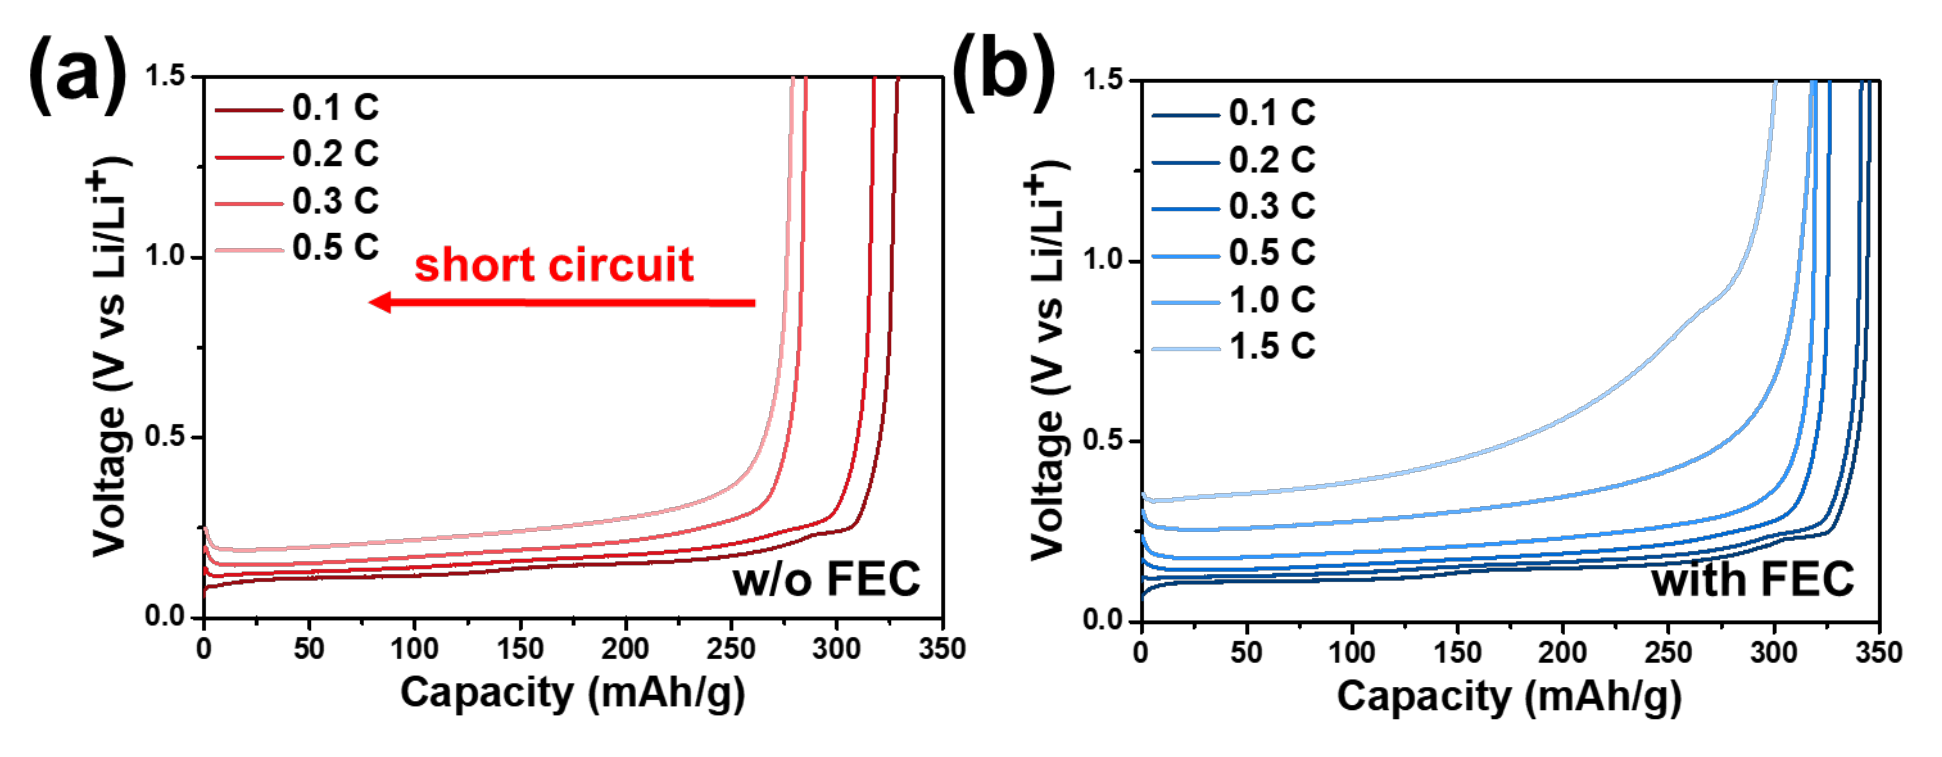 (a)
1.5
1.0
0.5
0.0
Voltage (V vs Li/Li⁺)
0.1 C
0.2 C
0.3 C
0.5 C
short circuit
w/o FEC
0 50 100 150 200 250 300 350
Capacity (mAh/g)
(b)
1.5
1.0
0.5
0.0
Voltage (V vs Li/Li⁺)
0.1 C
0.2 C
0.3 C
0.5 C
1.0 C
1.5 C
with FEC
0 50 100 150 200 250 300 350
Capacity (mAh/g)